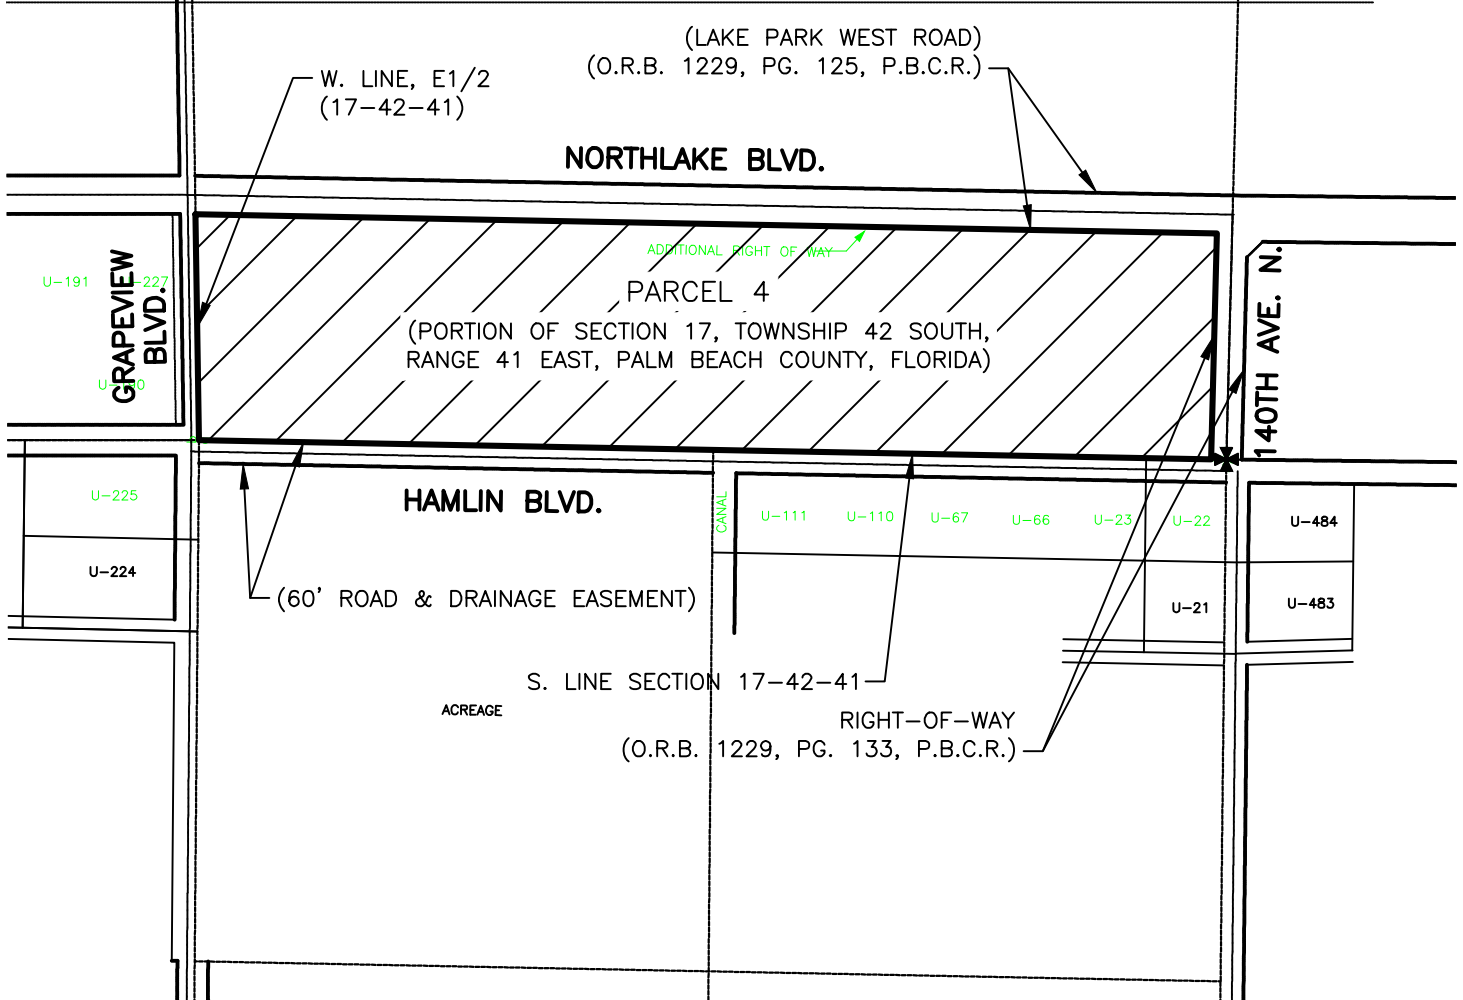 (LAKE PARK WEST ROAD)
(O.R.B. 1229, PG. 125, P.B.C.R.)
W. LINE, E1/2
(17-42-41)
NORTHLAKE BLVD.
ADDITIONAL RIGHT OF WAY
GRAPEVIEW
BLVD.
U-191
-227
PARCEL 4
(PORTION OF SECTION 17, TOWNSHIP 42 SOUTH,
RANGE 41 EAST, PALM BEACH COUNTY, FLORIDA)
140TH AVE. N.
HAMLIN BLVD.
U-225
CANAL
U-111
U-110
U-67
U-66
U-23
U-22
U-484
U-224
(60' ROAD & DRAINAGE EASEMENT)
U-21
U-483
S. LINE SECTION 17-42-41
ACREAGE
RIGHT-OF-WAY
(O.R.B. 1229, PG. 133, P.B.C.R.)